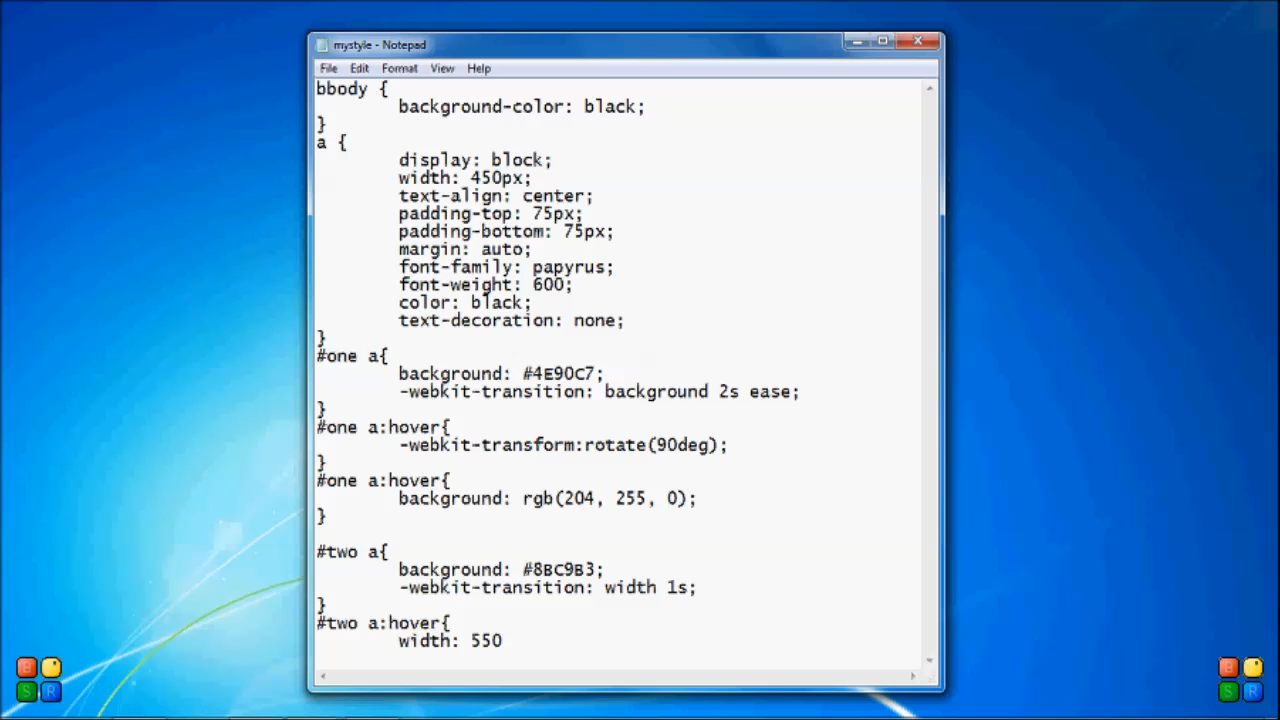 mystyle - Notepad
File Edit Format View Help
bbody {
background-color: black;
}
a {
display: block;
width: 450px;
text-align: center;
padding-top: 75px;
padding-bottom: 75px;
margin: auto;
font-family: papyrus;
font-weight: 600;
color: black;
text-decoration: none;
}
#one a{
background: #4E90C7;
-webkit-transition: background 2s ease;
}
#one a:hover{
-webkit-transform:rotate(90deg);
}
#one a:hover{
background: rgb(204, 255, 0);
}
#two a{
background: #8BC9B3;
-webkit-transition: width 1s;
}
#two a:hover{
width: 550
S R
S R